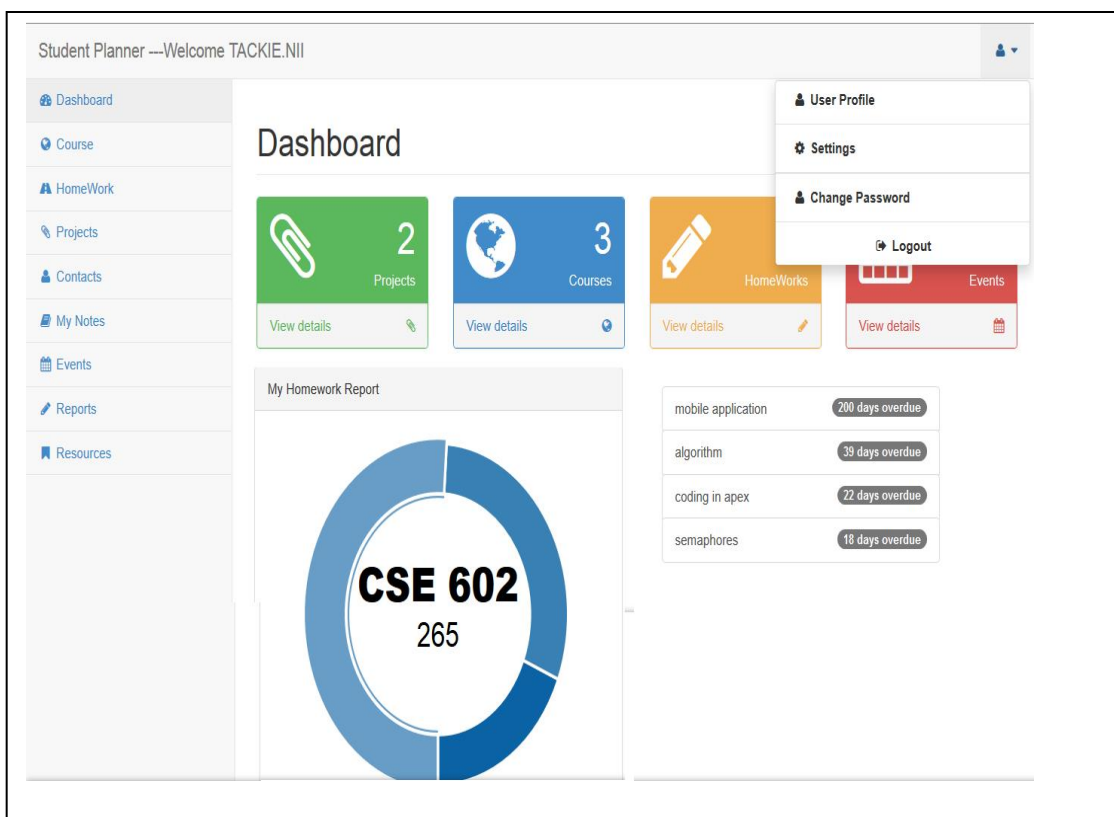 Student Planner ---Welcome TACKIE.NII
Dashboard
Course
HomeWork
Projects
Contacts
My Notes
Events
Reports
Resources
User Profile
Settings
Change Password
Logout
Dashboard
2
Projects
View details
3
Courses
View details
HomeWorks
View details
Events
View details
My Homework Report
CSE 602
265
mobile application 200 days overdue
algorithm 39 days overdue
coding in apex 22 days overdue
semaphores 18 days overdue